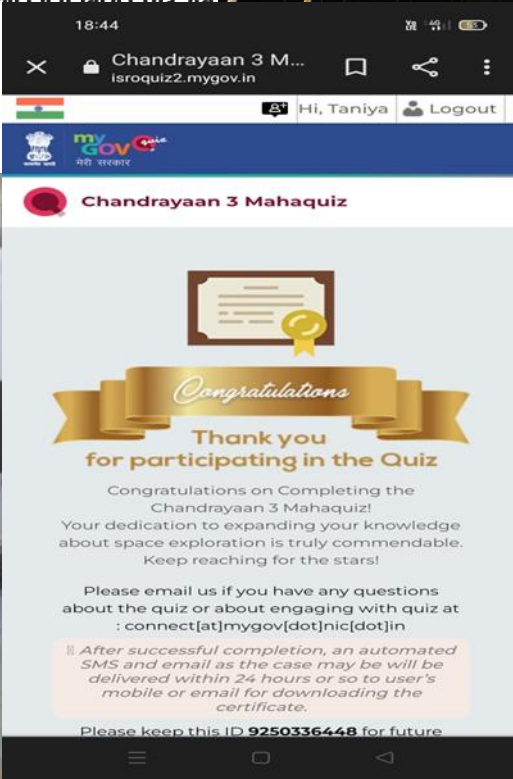 18:44
Chandrayaan 3 M...
isroquiz2.mygov.in
Hi, Taniya Logout
my
GOV Quiz
मेरी सरकार
Chandrayaan 3 Mahaquiz
Congratulations
Thank you
for participating in the Quiz
Congratulations on Completing the
Chandrayaan 3 Mahaquiz!
Your dedication to expanding your knowledge
about space exploration is truly commendable.
Keep reaching for the stars!
Please email us if you have any questions
about the quiz or about engaging with quiz at
: connect[at]mygov[dot]nic[dot]in
After successful completion, an automated
SMS and email as the case may be will be
delivered within 24 hours or so to user's
mobile or email for downloading the
certificate.
Please keep this ID 9250336448 for future